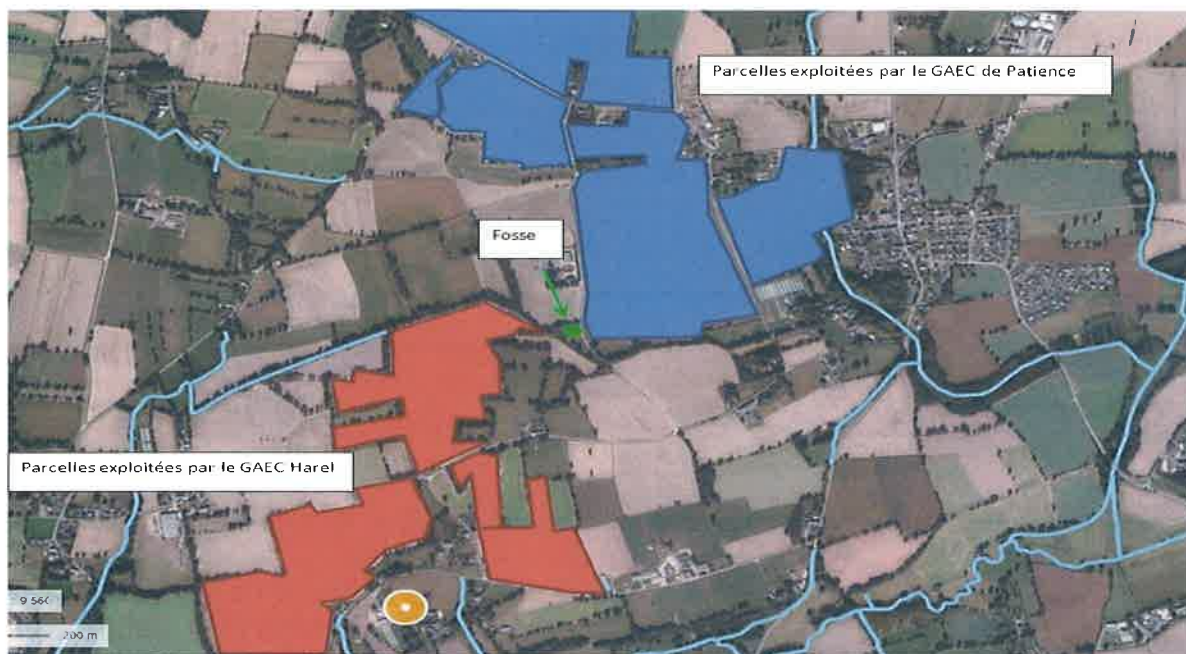 Parcelles exploitées par le GAEC de Patience
Fosse
Parcelles exploitées par le GAEC Harel
200 m